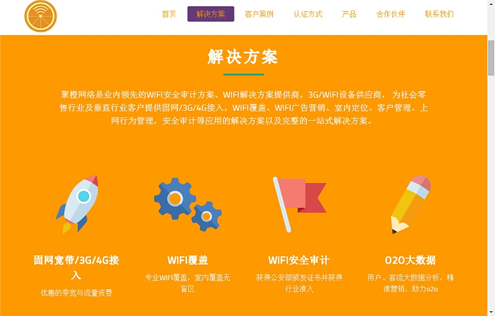 首页 解决方案 客户案例 认证方式 产品 合作伙伴 联系我们
解决方案
聚橙网络是业内领先的WIFI安全审计方案、WIFI解决方案提供商，3G/WIFI设备供应商， 为社会零
售行业及垂直行业客户提供固网/3G/4G接入、WIFI覆盖、WIFI广告营销、室内定位、客户管理、上
网行为管理，安全审计等应用的解决方案以及完整的一站式解决方案。
固网宽带/3G/4G接
入
优惠的带宽与流量资费
WIFI覆盖
专业WIFI覆盖，室内覆盖无
盲区
WIFI安全审计
获得公安部颁发证书并获得
行业准入
O2O大数据
用户、客流大数据分析，精
准营销，助力o2o